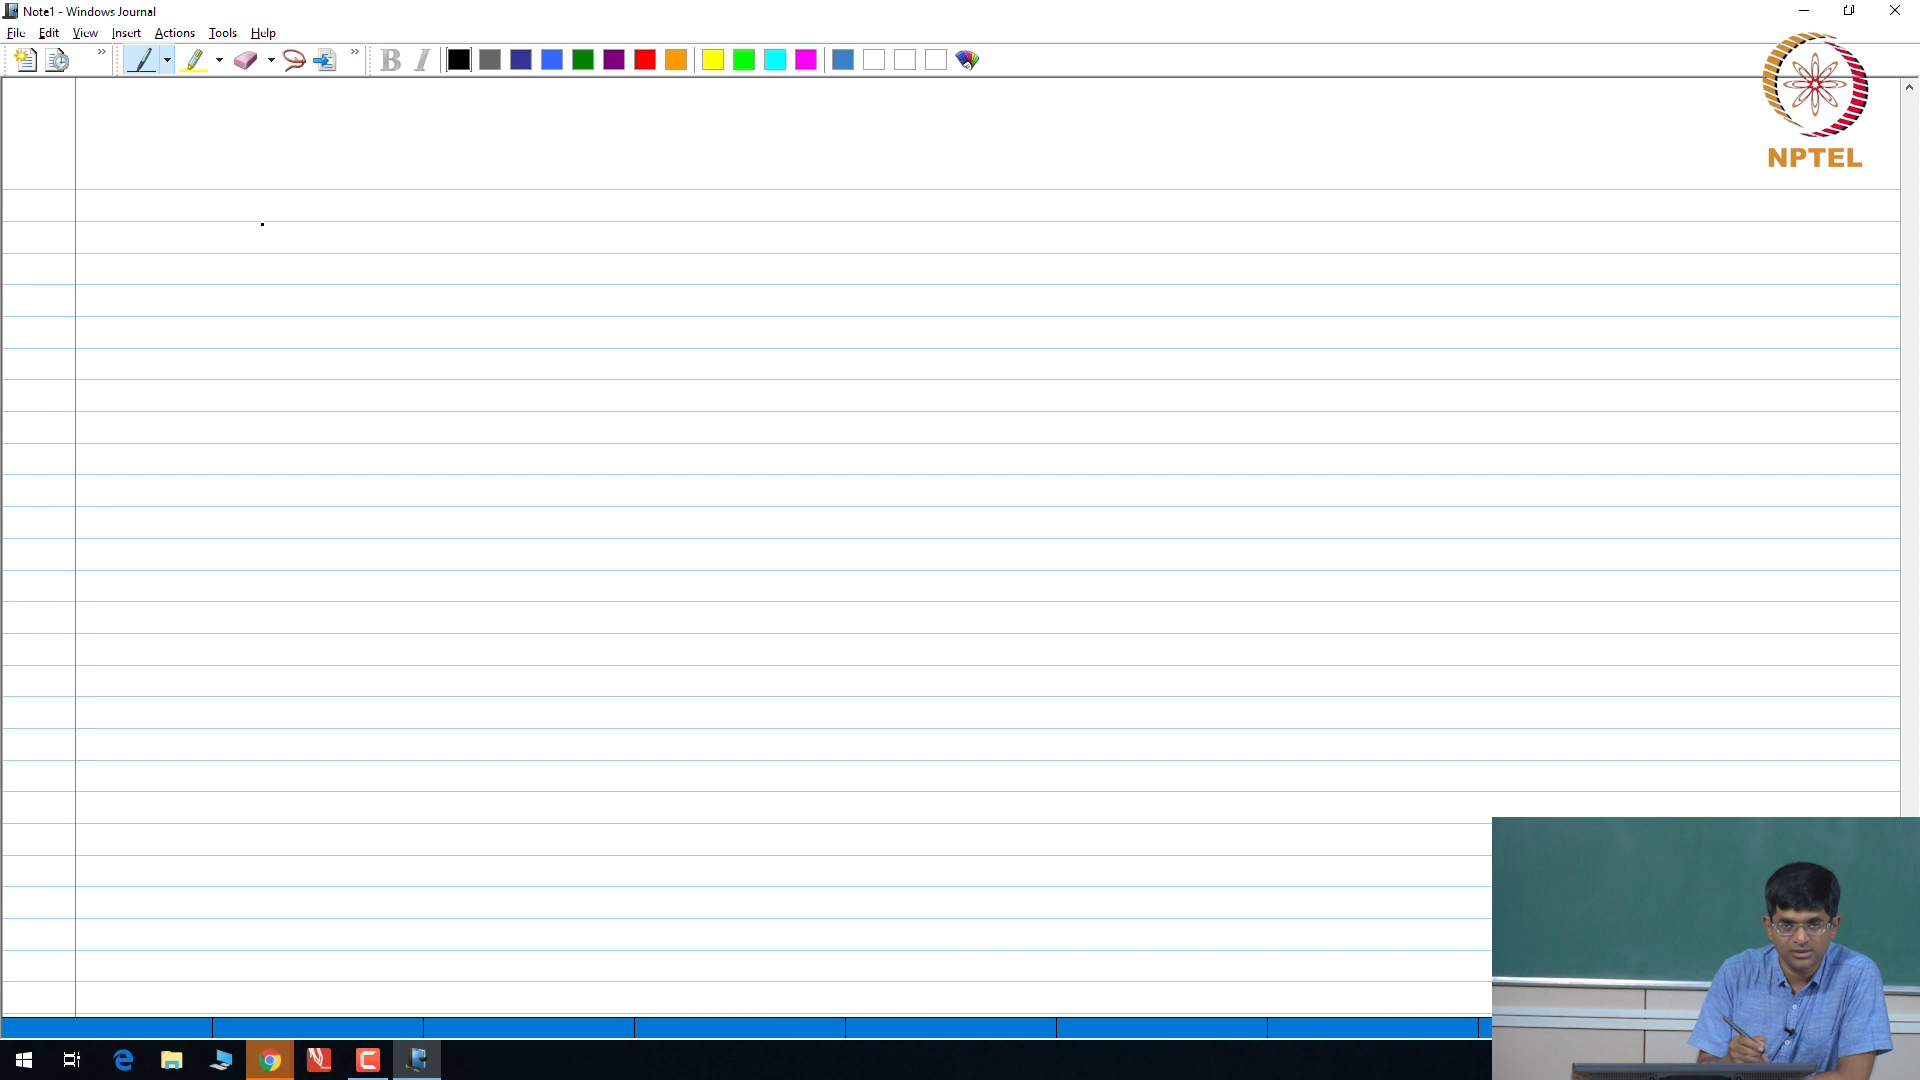 Note1 - Windows Journal
File Edit View Insert Actions Tools Help
B I
NPTEL